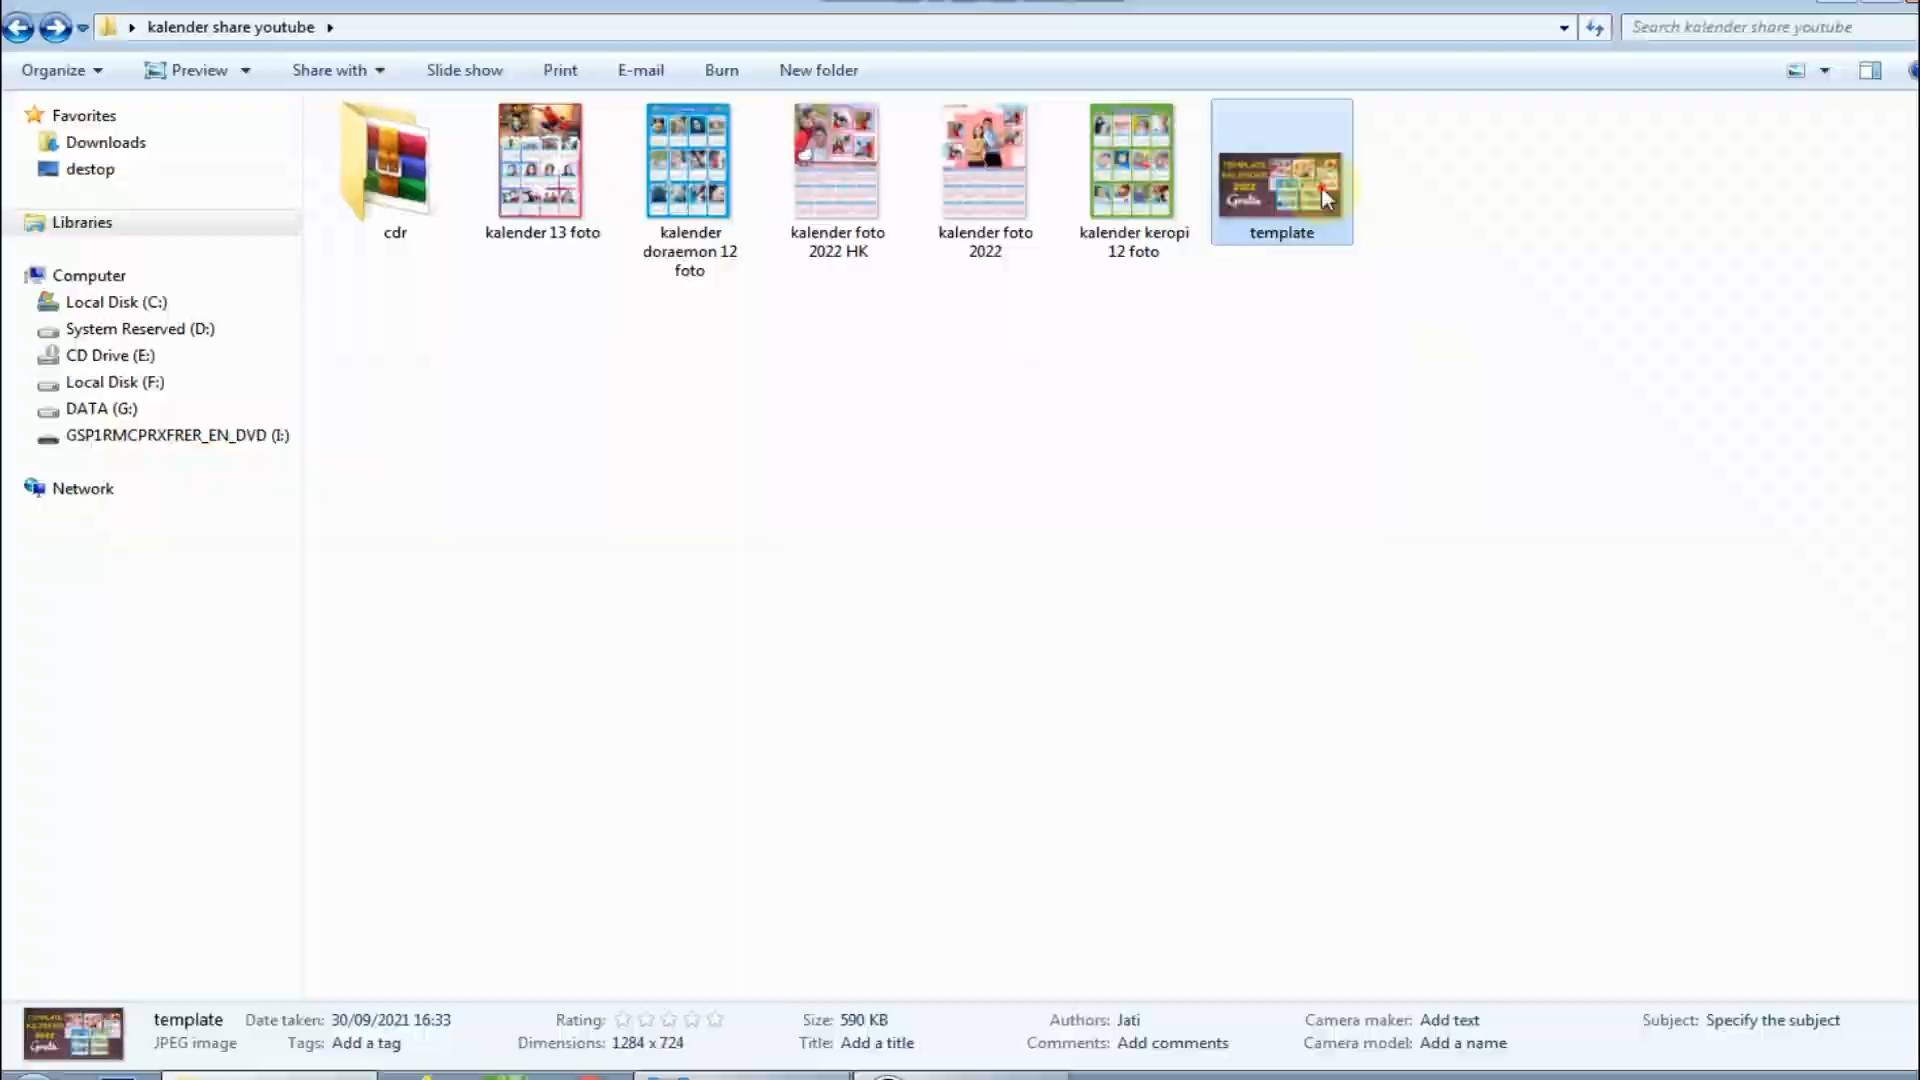 kalender share youtube
Search kalender share youtube
Organize
Preview
Share with
Slide show
Print
E-mail
Burn
New folder
Favorites
Downloads
destop
Libraries
Computer
Local Disk (C:)
System Reserved (D:)
CD Drive (E:)
Local Disk (F:)
DATA (G:)
GSP1RMCPRXFRER_EN_DVD (I:)
Network
cdr
kalender 13 foto
kalender
doraemon 12
foto
kalender foto
2022 HK
kalender foto
2022
kalender keropi
12 foto
TEMPLATE
KALENDER
2022
Gratis
template
template
JPEG image
Date taken: 30/09/2021 16:33
Tags: Add a tag
Rating:
Dimensions: 1284 x 724
Size: 590 KB
Title: Add a title
Authors: Jati
Comments: Add comments
Camera maker: Add text
Camera model: Add a name
Subject: Specify the subject